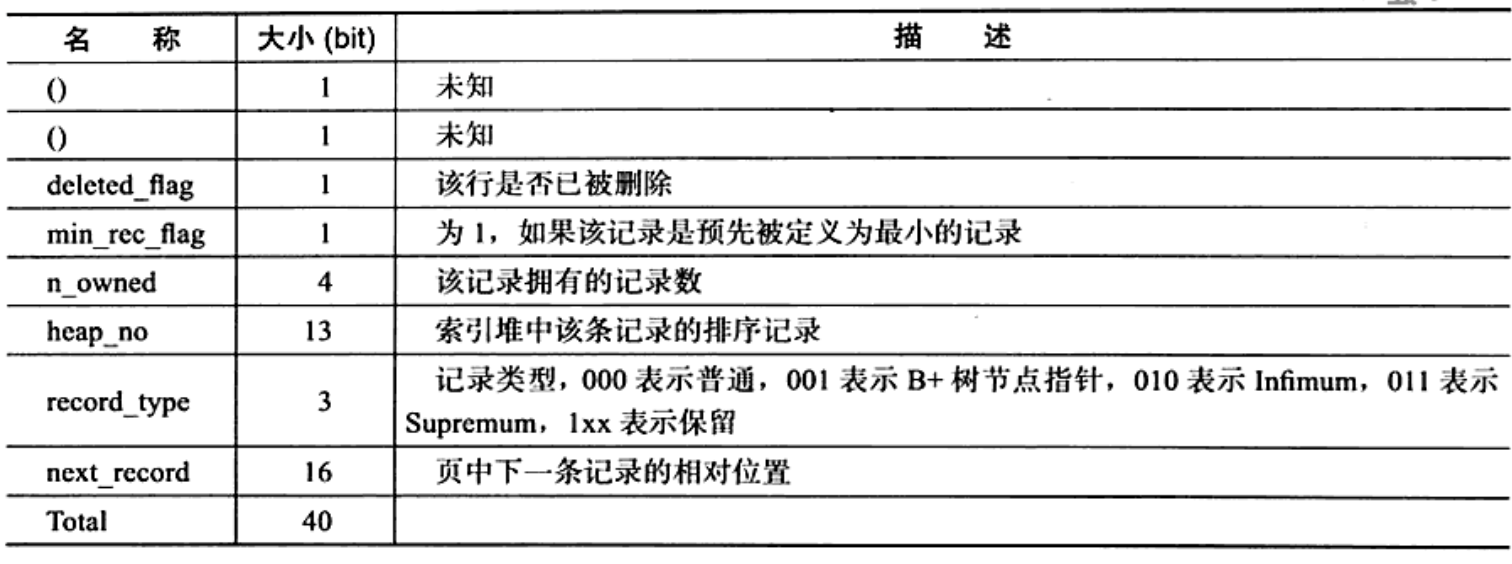 名 称 大小 (bit) 描 述
() 1 未知
() 1 未知
deleted_flag 1 该行是否已被删除
min_rec_flag 1 为 1，如果该记录是预先被定义为最小的记录
n_owned 4 该记录拥有的记录数
heap_no 13 索引堆中该条记录的排序记录
record_type 3 记录类型，000 表示普通，001 表示 B+ 树节点指针，010 表示 Infimum，011 表示
Supremum，1xx 表示保留
next_record 16 页中下一条记录的相对位置
Total 40